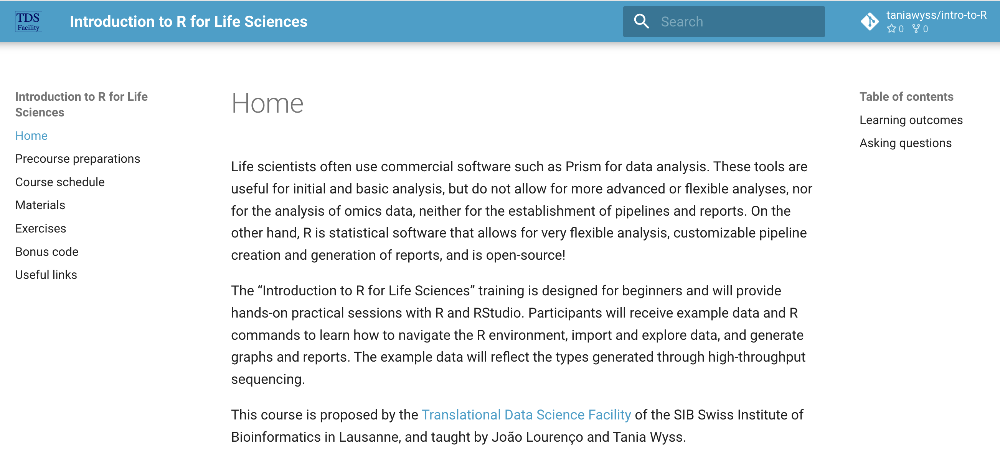 TDS
Facility
Introduction to R for Life Sciences
Search
taniawyss/intro-to-R
0 0
Introduction to R for Life
Sciences
Home
Precourse preparations
Course schedule
Materials
Exercises
Bonus code
Useful links
Home
Life scientists often use commercial software such as Prism for data analysis. These tools are
useful for initial and basic analysis, but do not allow for more advanced or flexible analyses, nor
for the analysis of omics data, neither for the establishment of pipelines and reports. On the
other hand, R is statistical software that allows for very flexible analysis, customizable pipeline
creation and generation of reports, and is open-source!
The “Introduction to R for Life Sciences” training is designed for beginners and will provide
hands-on practical sessions with R and RStudio. Participants will receive example data and R
commands to learn how to navigate the R environment, import and explore data, and generate
graphs and reports. The example data will reflect the types generated through high-throughput
sequencing.
This course is proposed by the Translational Data Science Facility of the SIB Swiss Institute of
Bioinformatics in Lausanne, and taught by João Lourenço and Tania Wyss.
Table of contents
Learning outcomes
Asking questions